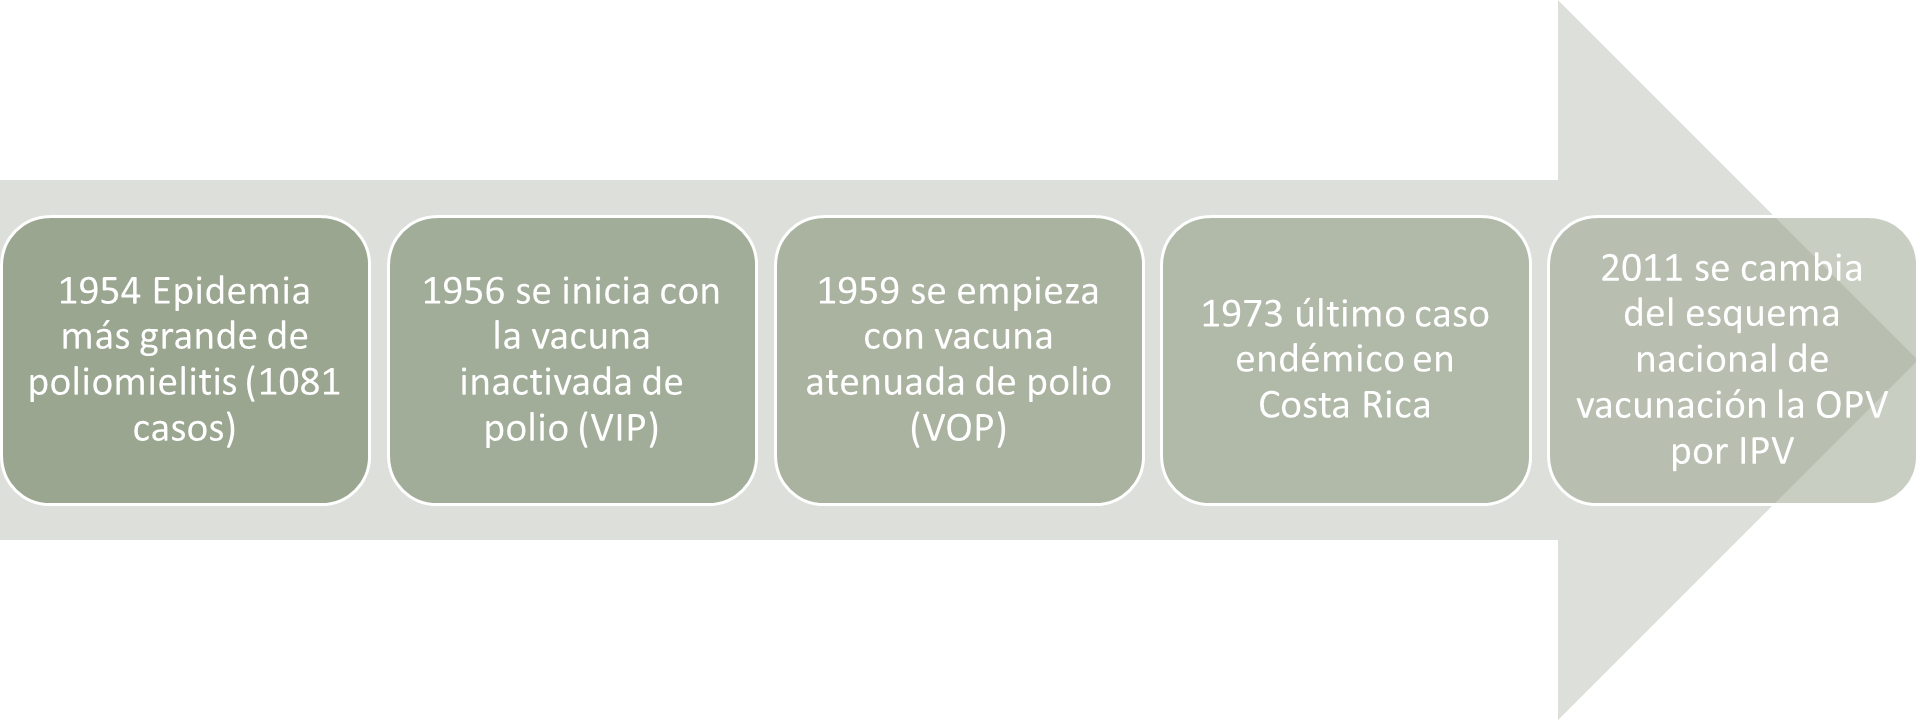 1954 Epidemia
más grande de
poliomielitis (1081
casos)
1956 se inicia con
la vacuna
inactivada de
polio (VIP)
1959 se empieza
con vacuna
atenuada de polio
(VOP)
1973 último caso
endémico en
Costa Rica
2011 se cambia
del esquema
nacional de
vacunación la OPV
por IPV